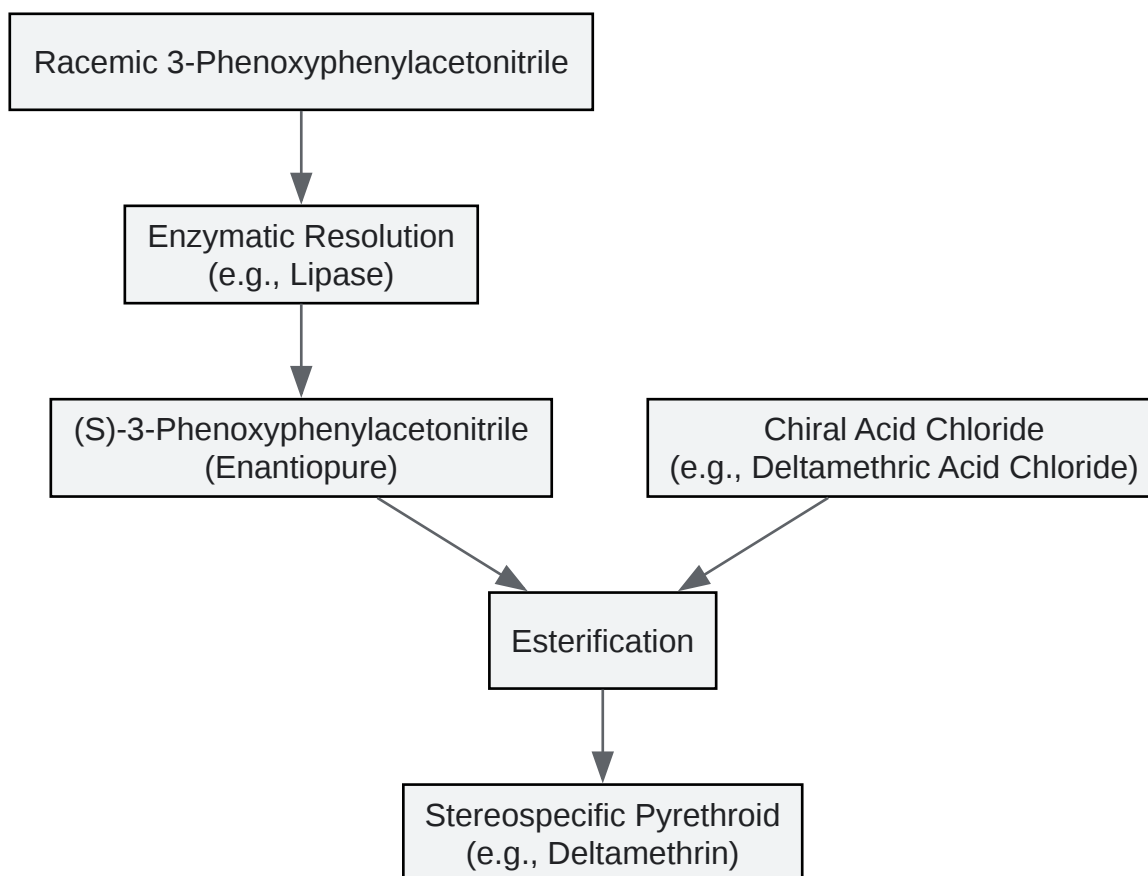 Racemic 3-Phenoxyphenylacetonitrile
Enzymatic Resolution
(e.g., Lipase)
(S)-3-Phenoxyphenylacetonitrile
(Enantiopure)
Chiral Acid Chloride
(e.g., Deltamethric Acid Chloride)
Esterification
Stereospecific Pyrethroid
(e.g., Deltamethrin)